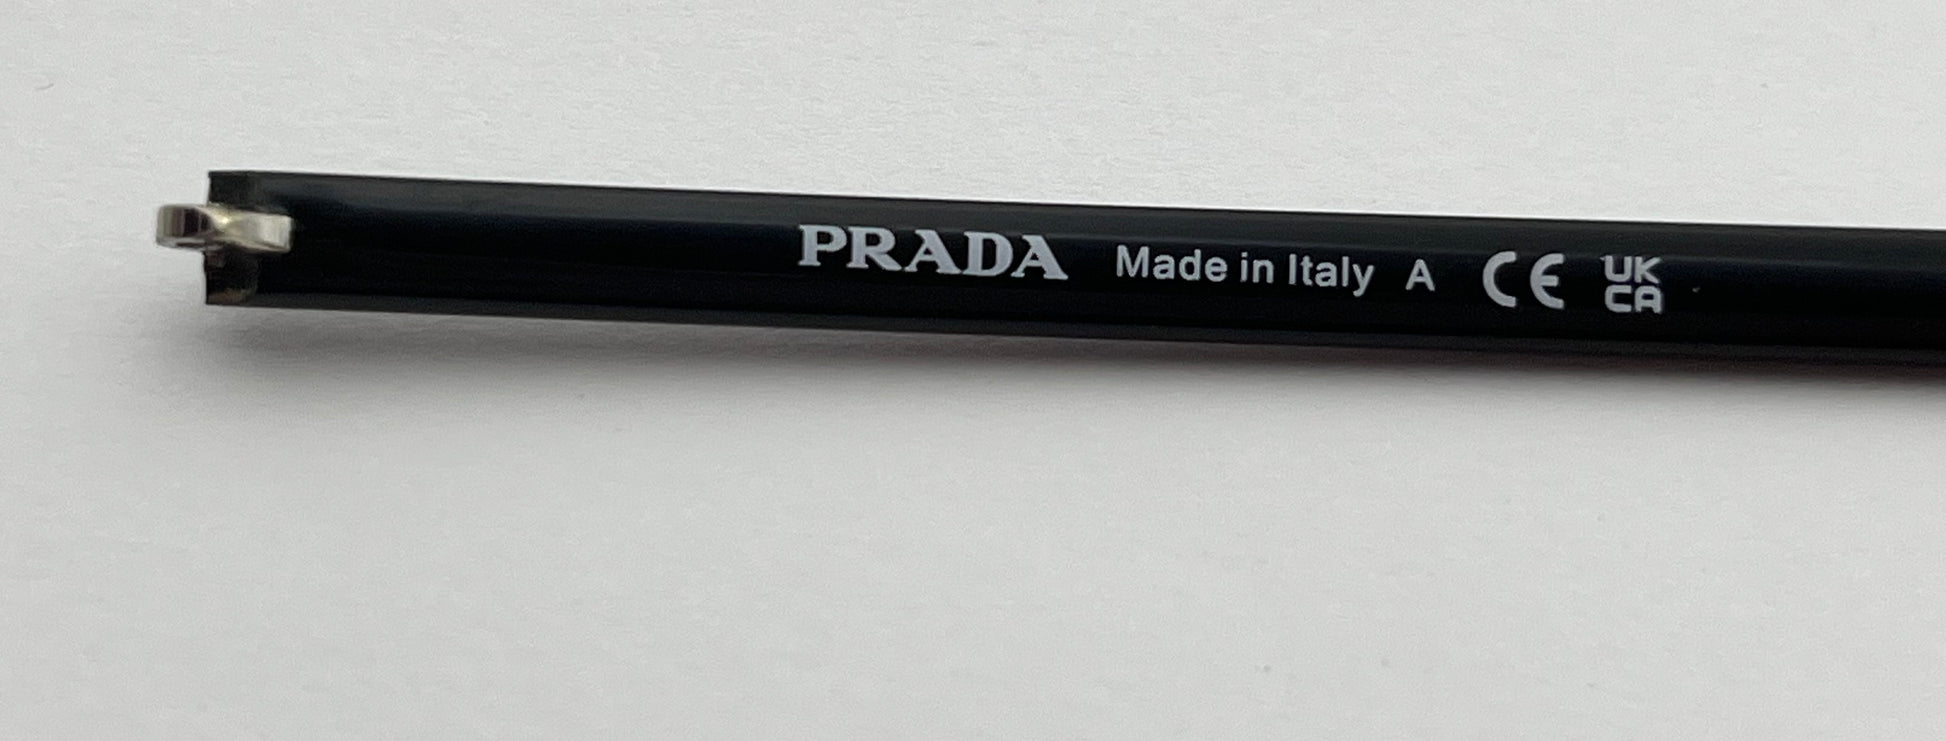 PRADA Made in Italy A CE UK
CA